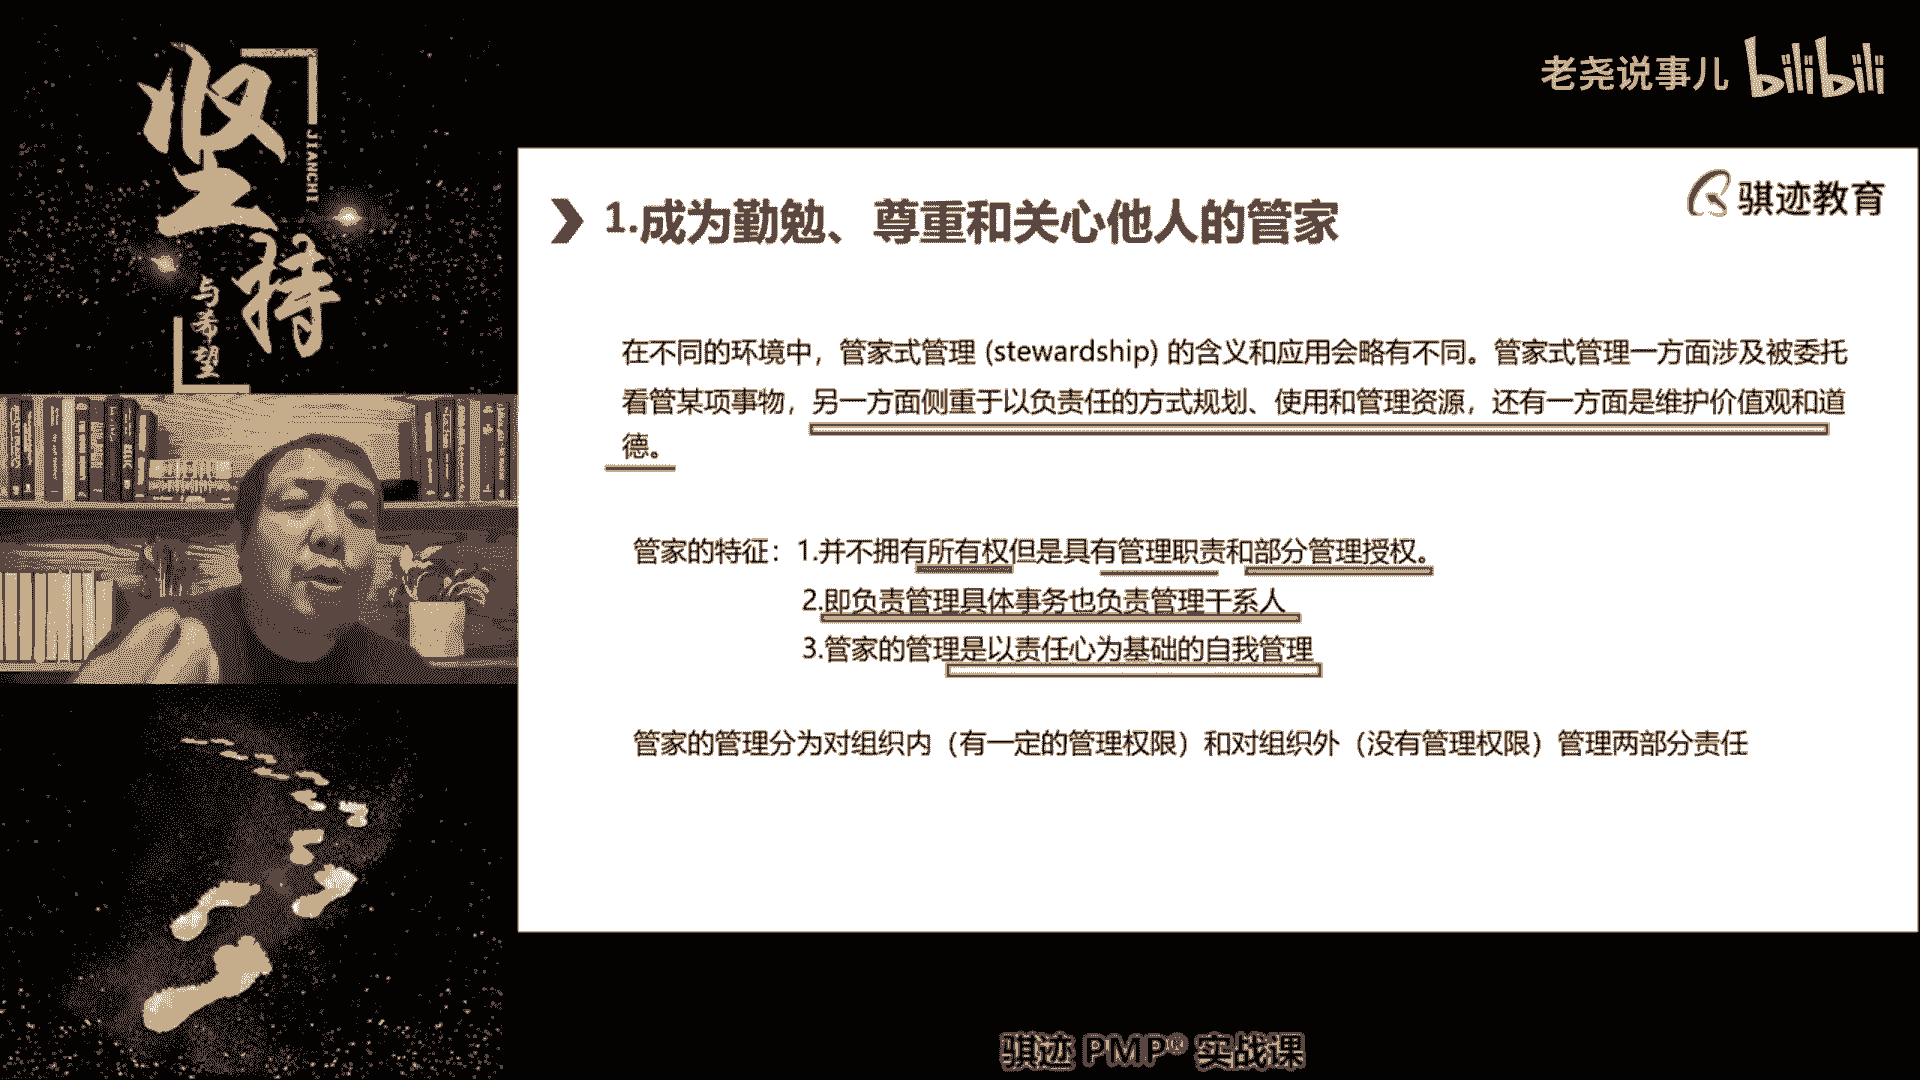 坚持
JIANCHI
与希望
老尧说事儿 bilibili
骐迹教育
1.成为勤勉、尊重和关心他人的管家
在不同的环境中，管家式管理 (stewardship) 的含义和应用会略有不同。管家式管理一方面涉及被委托
看管某项事物，另一方面侧重于以负责任的方式规划、使用和管理资源，还有一方面是维护价值观和道
德。
管家的特征：1.并不拥有所有权但是具有管理职责和部分管理授权。
2.即负责管理具体事务也负责管理干系人
3.管家的管理是以责任心为基础的自我管理
管家的管理分为对组织内（有一定的管理权限）和对组织外（没有管理权限）管理两部分责任
骐迹 PMP® 实战课